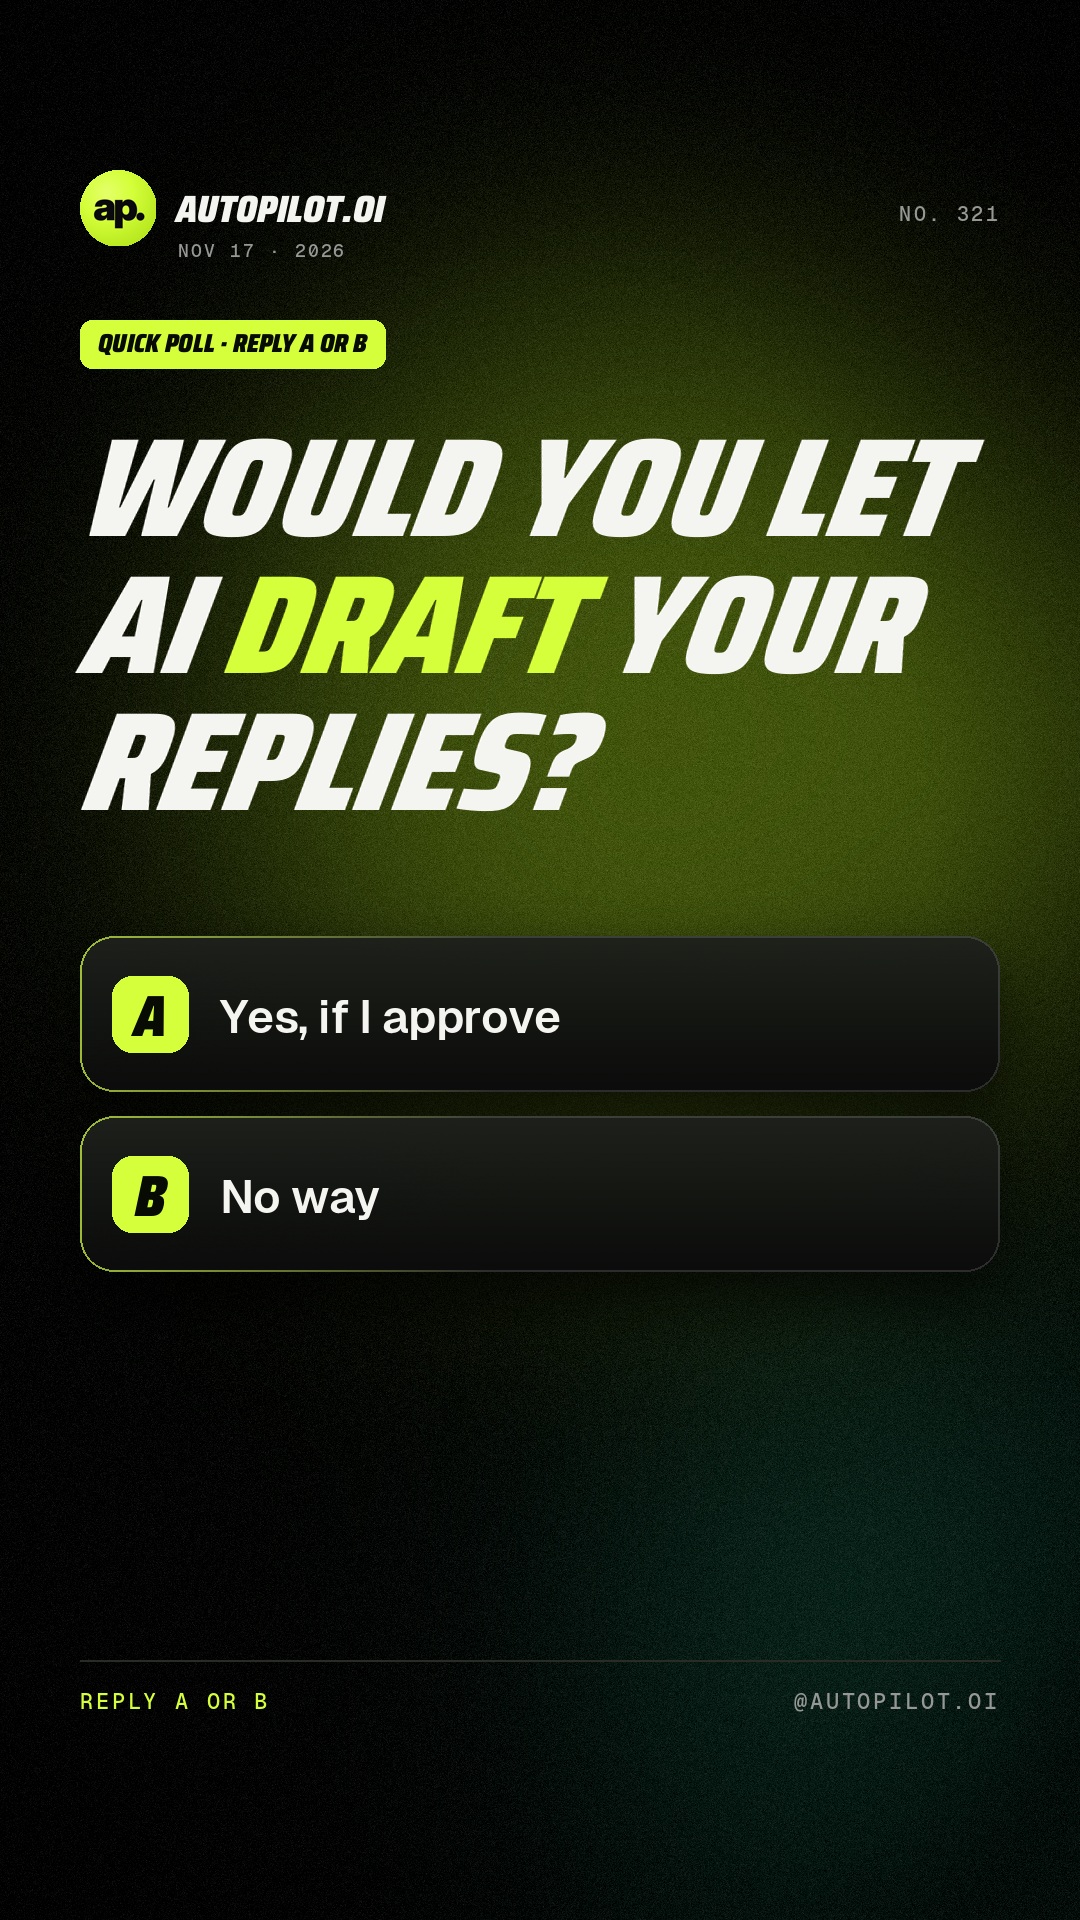 ap.
AUTOPILOT.OI
NO. 321
NOV 17 · 2026
QUICK POLL · REPLY A OR B
WOULD YOU LET
AI DRAFT YOUR
REPLIES?
A Yes, if I approve
B No way
REPLY A OR B
@AUTOPILOT.OI